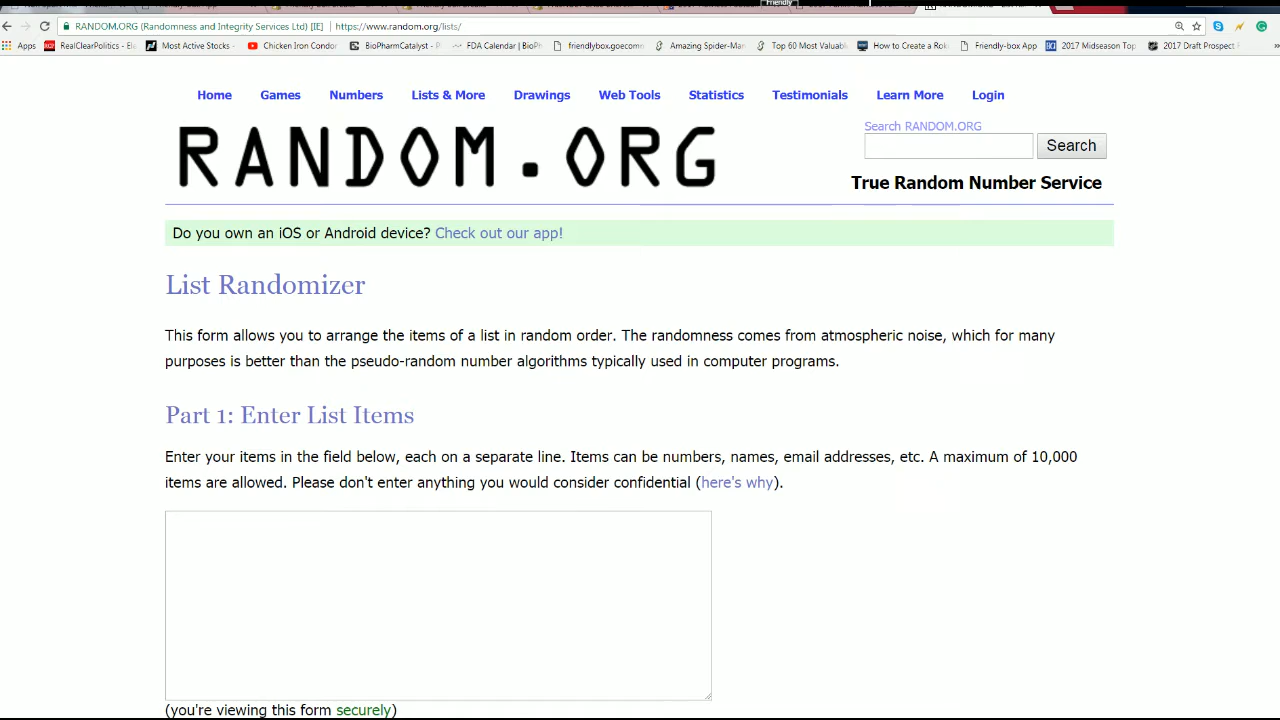 Friendly
RANDOM.ORG (Randomness and Integrity Services Ltd) [IE] | https://www.random.org/lists/
Apps RealClearPolitics - Ele Most Active Stocks - Chicken Iron Condor BioPharmCatalyst - P FDA Calendar | BioPh friendlybox.goecomm Amazing Spider-Man Top 60 Most Valuabl How to Create a Rota Friendly-box App 2017 Midseason Top 2017 Draft Prospect R »
Home Games Numbers Lists & More Drawings Web Tools Statistics Testimonials Learn More Login
RANDOM.ORG
Search RANDOM.ORG
Search
True Random Number Service
Do you own an iOS or Android device? Check out our app!
List Randomizer
This form allows you to arrange the items of a list in random order. The randomness comes from atmospheric noise, which for many
purposes is better than the pseudo-random number algorithms typically used in computer programs.
Part 1: Enter List Items
Enter your items in the field below, each on a separate line. Items can be numbers, names, email addresses, etc. A maximum of 10,000
items are allowed. Please don't enter anything you would consider confidential (here's why).
(you're viewing this form securely)